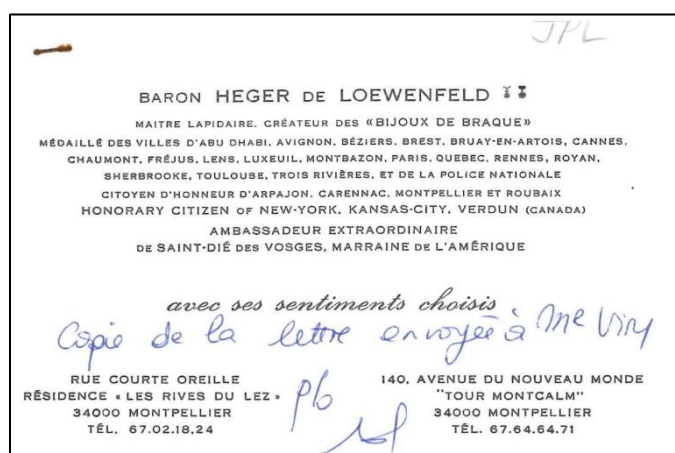 JPL
BARON HEGER DE LOEWENFELD
MAITRE LAPIDAIRE, CRÉATEUR DES «BIJOUX DE BRAQUE»
MÉDAILLÉ DES VILLES D'ABU DHABI, AVIGNON, BÉZIERS, BREST, BRUAY-EN-ARTOIS, CANNES,
CHAUMONT, FRÉJUS, LENS, LUXEUIL, MONTBAZON, PARIS, QUEBEC, RENNES, ROYAN,
SHERBROOKE, TOULOUSE, TROIS RIVIÈRES, ET DE LA POLICE NATIONALE
CITOYEN D'HONNEUR D'ARPAJON, CARENNAC, MONTPELLIER ET ROUBAIX
HONORARY CITIZEN OF NEW-YORK, KANSAS-CITY, VERDUN (CANADA)
AMBASSADEUR EXTRAORDINAIRE
DE SAINT-DIÉ DES VOSGES, MARRAINE DE L'AMÉRIQUE
avec ses sentiments choisis
Copie de la lettre envoyée à Mr Viry
RUE COURTE OREILLE
RÉSIDENCE « LES RIVES DU LEZ »
34000 MONTPELLIER
TÉL. 67.02.18.24
140, AVENUE DU NOUVEAU MONDE
"TOUR MONTCALM"
34000 MONTPELLIER
TÉL. 67.64.64.71